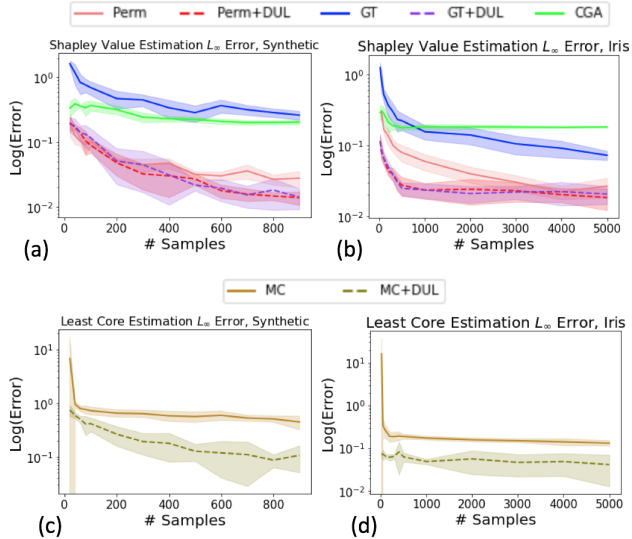 Perm Perm+DUL GT GT+DUL CGA
Shapley Value Estimation L∞ Error, Synthetic
Log(Error)
10⁰
10⁻¹
10⁻²
0 200 400 600 800
# Samples
(a)
Shapley Value Estimation L∞ Error, Iris
Log(Error)
10⁰
10⁻¹
10⁻²
0 1000 2000 3000 4000 5000
# Samples
(b)
MC MC+DUL
Least Core Estimation L∞ Error, Synthetic
Log(Error)
10¹
10⁰
10⁻¹
0 200 400 600 800
# Samples
(c)
Least Core Estimation L∞ Error, Iris
Log(Error)
10¹
10⁰
10⁻¹
10⁻²
0 1000 2000 3000 4000 5000
# Samples
(d)